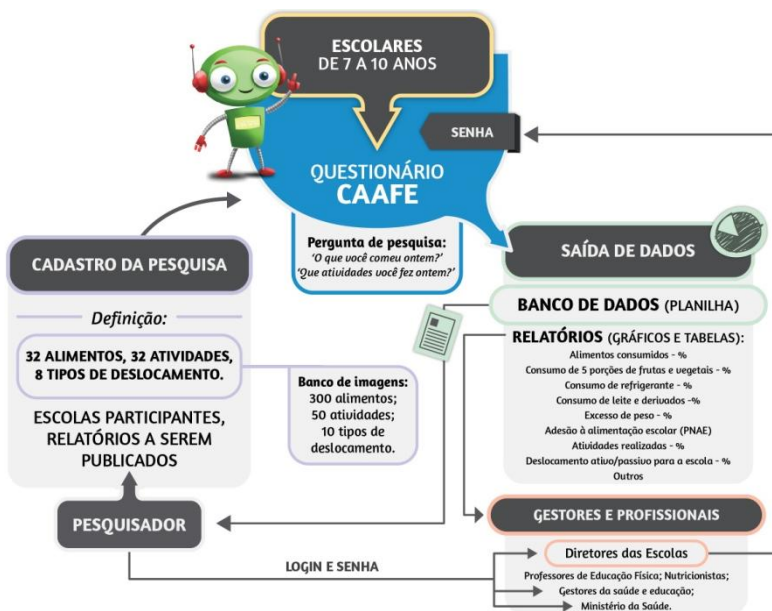 ESCOLARES
DE 7 A 10 ANOS
SENHA
QUESTIONÁRIO
CAAFE
Pergunta de pesquisa:
'O que você comeu ontem?'
'Que atividades você fez ontem?'
CADASTRO DA PESQUISA
Definição:
32 ALIMENTOS, 32 ATIVIDADES,
8 TIPOS DE DESLOCAMENTO.
Banco de imagens:
300 alimentos;
50 atividades;
10 tipos de
deslocamento.
ESCOLAS PARTICIPANTES,
RELATÓRIOS A SEREM
PUBLICADOS
PESQUISADOR
LOGIN E SENHA
SAÍDA DE DADOS
BANCO DE DADOS (PLANILHA)
RELATÓRIOS (GRÁFICOS E TABELAS):
Alimentos consumidos - %
Consumo de 5 porções de frutas e vegetais - %
Consumo de refrigerante - %
Consumo de leite e derivados -%
Excesso de peso - %
Adesão à alimentação escolar (PNAE)
Atividades realizadas - %
Deslocamento ativo/passivo para a escola - %
Outros
GESTORES E PROFISSIONAIS
Diretores das Escolas
Professores de Educação Física; Nutricionistas;
Gestores da saúde e educação;
Ministério da Saúde.